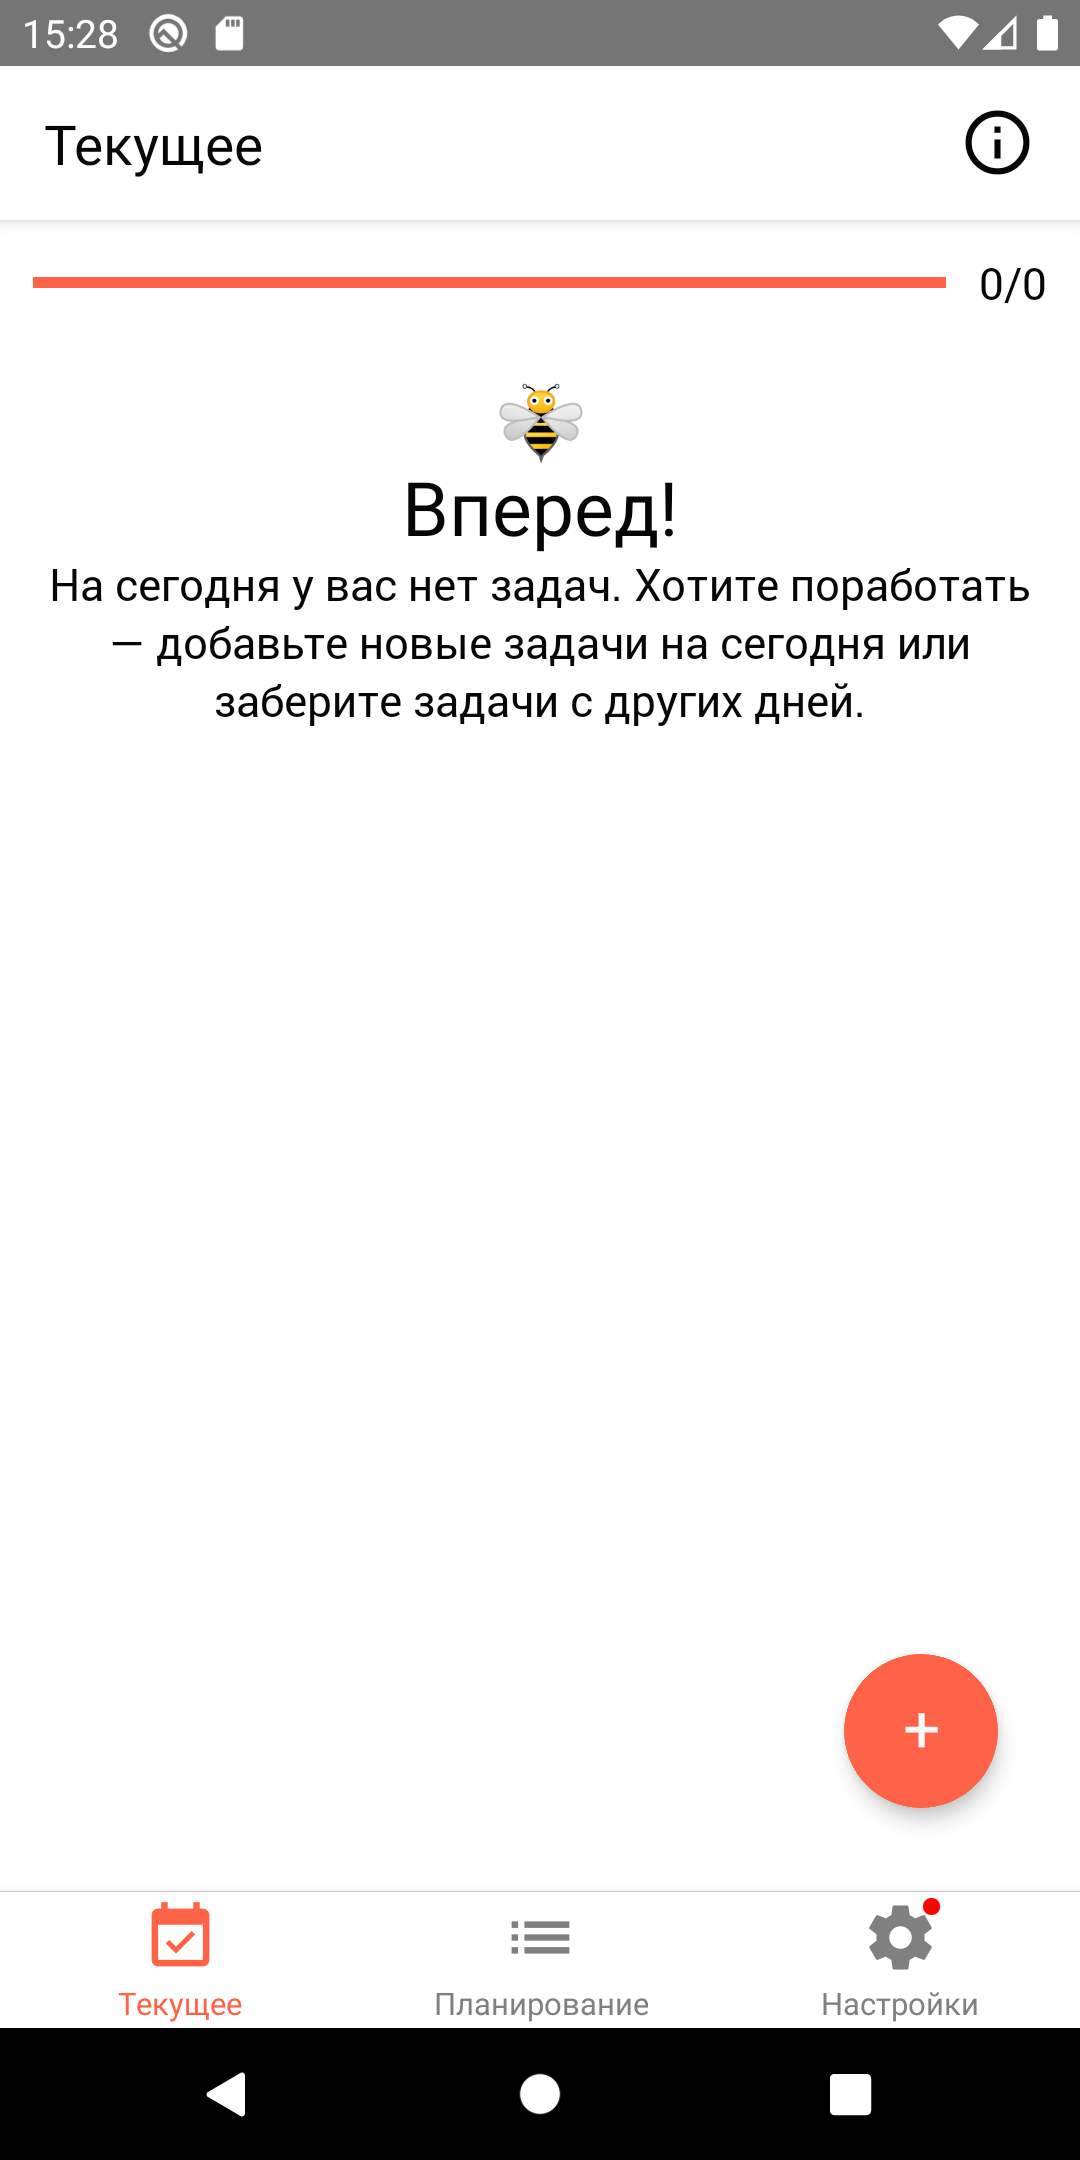 15:28
Текущее
0/0
Вперед!
На сегодня у вас нет задач. Хотите поработать
— добавьте новые задачи на сегодня или
заберите задачи с других дней.
+
Текущее
Планирование
Настройки